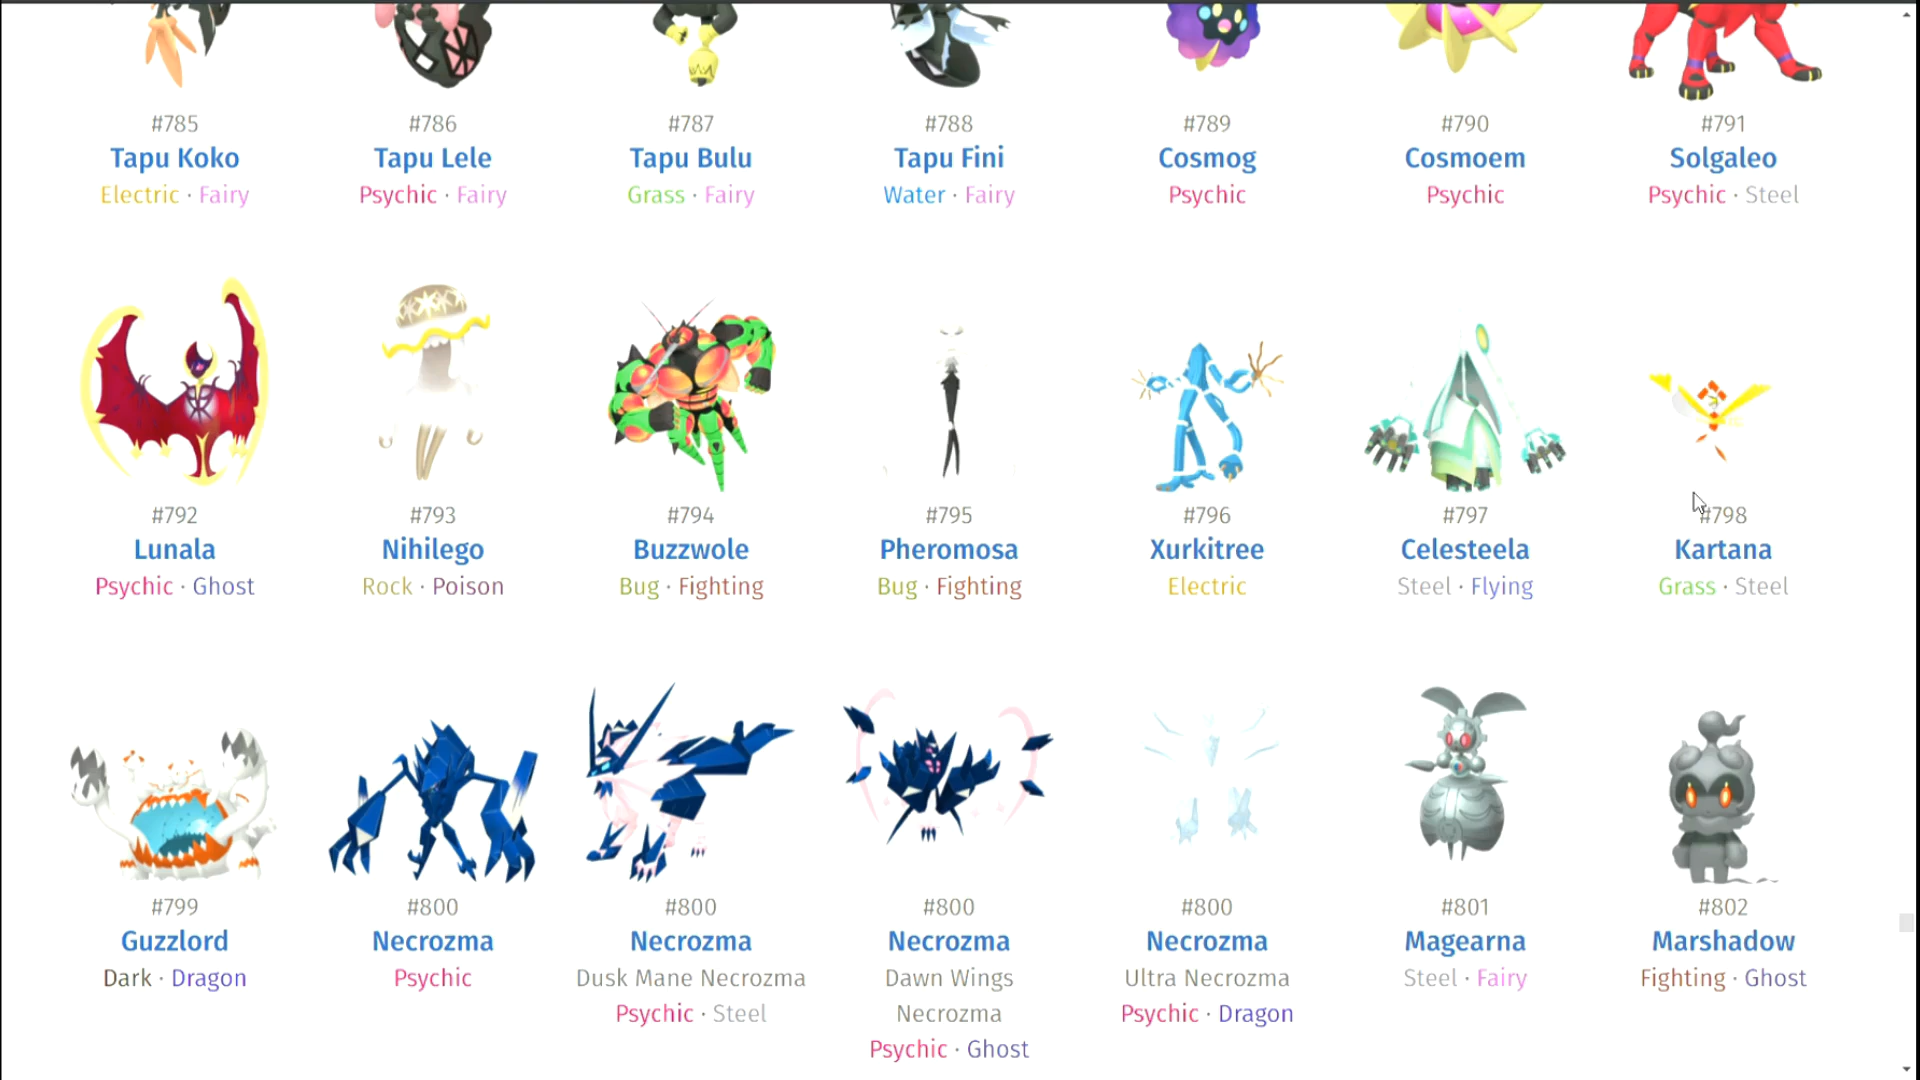 #785
Tapu Koko
Electric · Fairy
#786
Tapu Lele
Psychic · Fairy
#787
Tapu Bulu
Grass · Fairy
#788
Tapu Fini
Water · Fairy
#789
Cosmog
Psychic
#790
Cosmoem
Psychic
#791
Solgaleo
Psychic · Steel
#792
Lunala
Psychic · Ghost
#793
Nihilego
Rock · Poison
#794
Buzzwole
Bug · Fighting
#795
Pheromosa
Bug · Fighting
#796
Xurkitree
Electric
#797
Celesteela
Steel · Flying
#798
Kartana
Grass · Steel
#799
Guzzlord
Dark · Dragon
#800
Necrozma
Psychic
#800
Necrozma
Dusk Mane Necrozma
Psychic · Steel
#800
Necrozma
Dawn Wings
Necrozma
Psychic · Ghost
#800
Necrozma
Ultra Necrozma
Psychic · Dragon
#801
Magearna
Steel · Fairy
#802
Marshadow
Fighting · Ghost